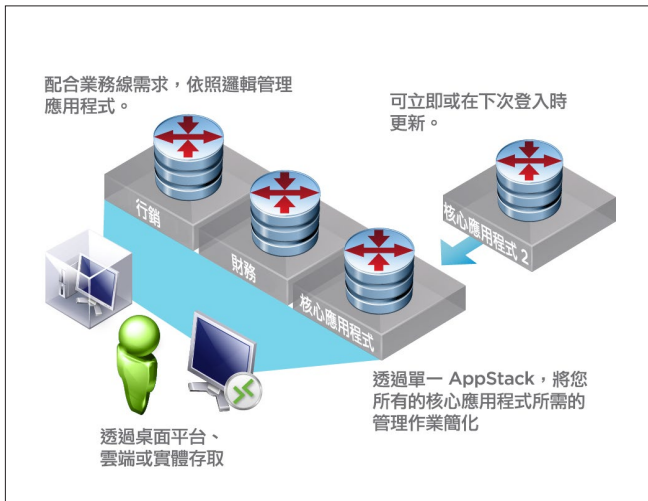 配合業務線需求，依照邏輯管理
應用程式。
可立即或在下次登入時
更新。
行銷
財務
核心應用程式
核心應用程式 2
透過單一 AppStack，將您
所有的核心應用程式所需的
管理作業簡化
透過桌面平台、
雲端或實體存取